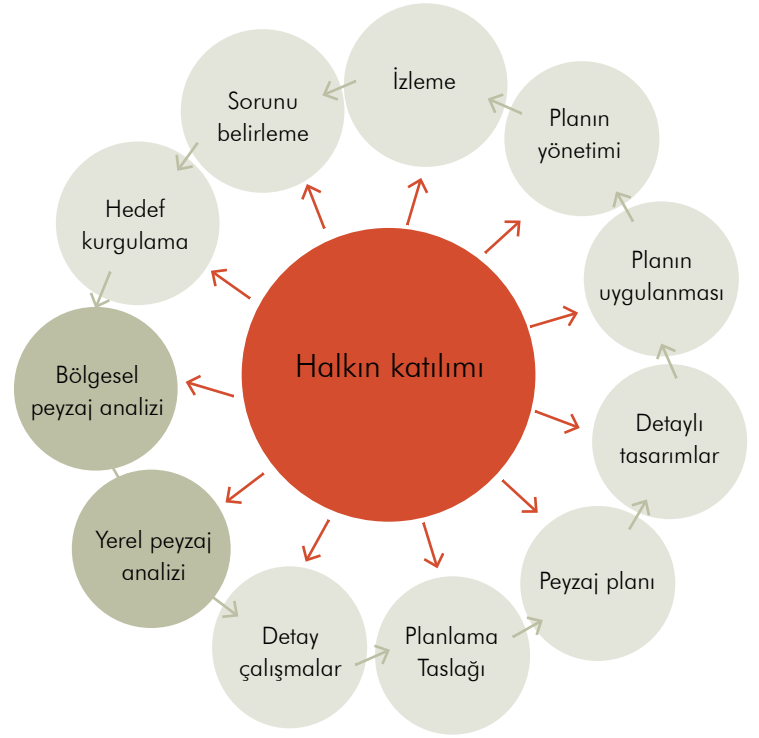 İzleme
Sorunu
belirleme
Planın
yönetimi
Hedef
kurgulama
Planın
uygulanması
Halkın katılımı
Bölgesel
peyzaj analizi
Detaylı
tasarımlar
Yerel peyzaj
analizi
Peyzaj planı
Detay
çalışmalar
Planlama
Taslağı